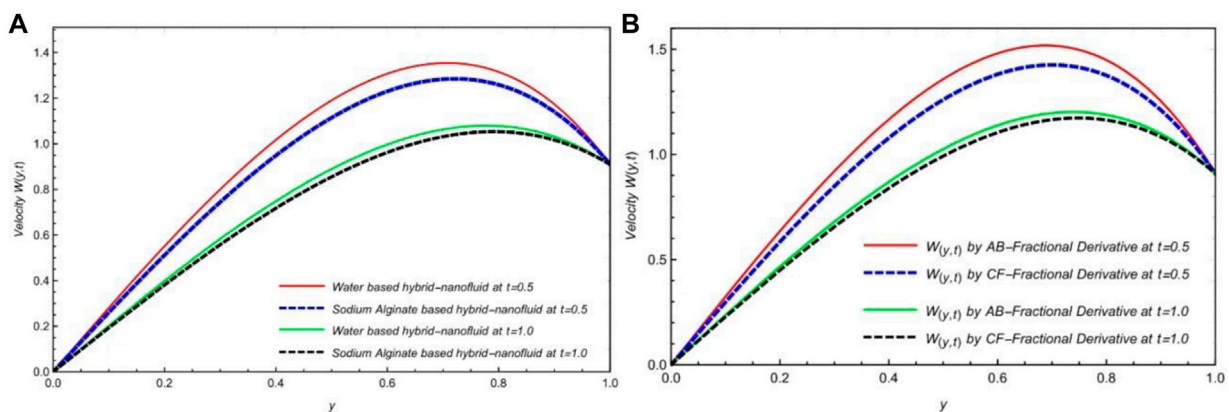 A
Velocity W(y,t)
1.4
1.2
1.0
0.8
0.6
0.4
0.2
0.0
Water based hybrid-nanofluid at t=0.5
Sodium Alginate based hybrid-nanofluid at t=0.5
Water based hybrid-nanofluid at t=1.0
Sodium Alginate based hybrid-nanofluid at t=1.0
0.0 0.2 0.4 0.6 0.8 1.0
y
B
Velocity W(y,t)
1.5
1.0
0.5
0.0
W(y,t) by AB-Fractional Derivative at t=0.5
W(y,t) by CF-Fractional Derivative at t=0.5
W(y,t) by AB-Fractional Derivative at t=1.0
W(y,t) by CF-Fractional Derivative at t=1.0
0.0 0.2 0.4 0.6 0.8 1.0
y